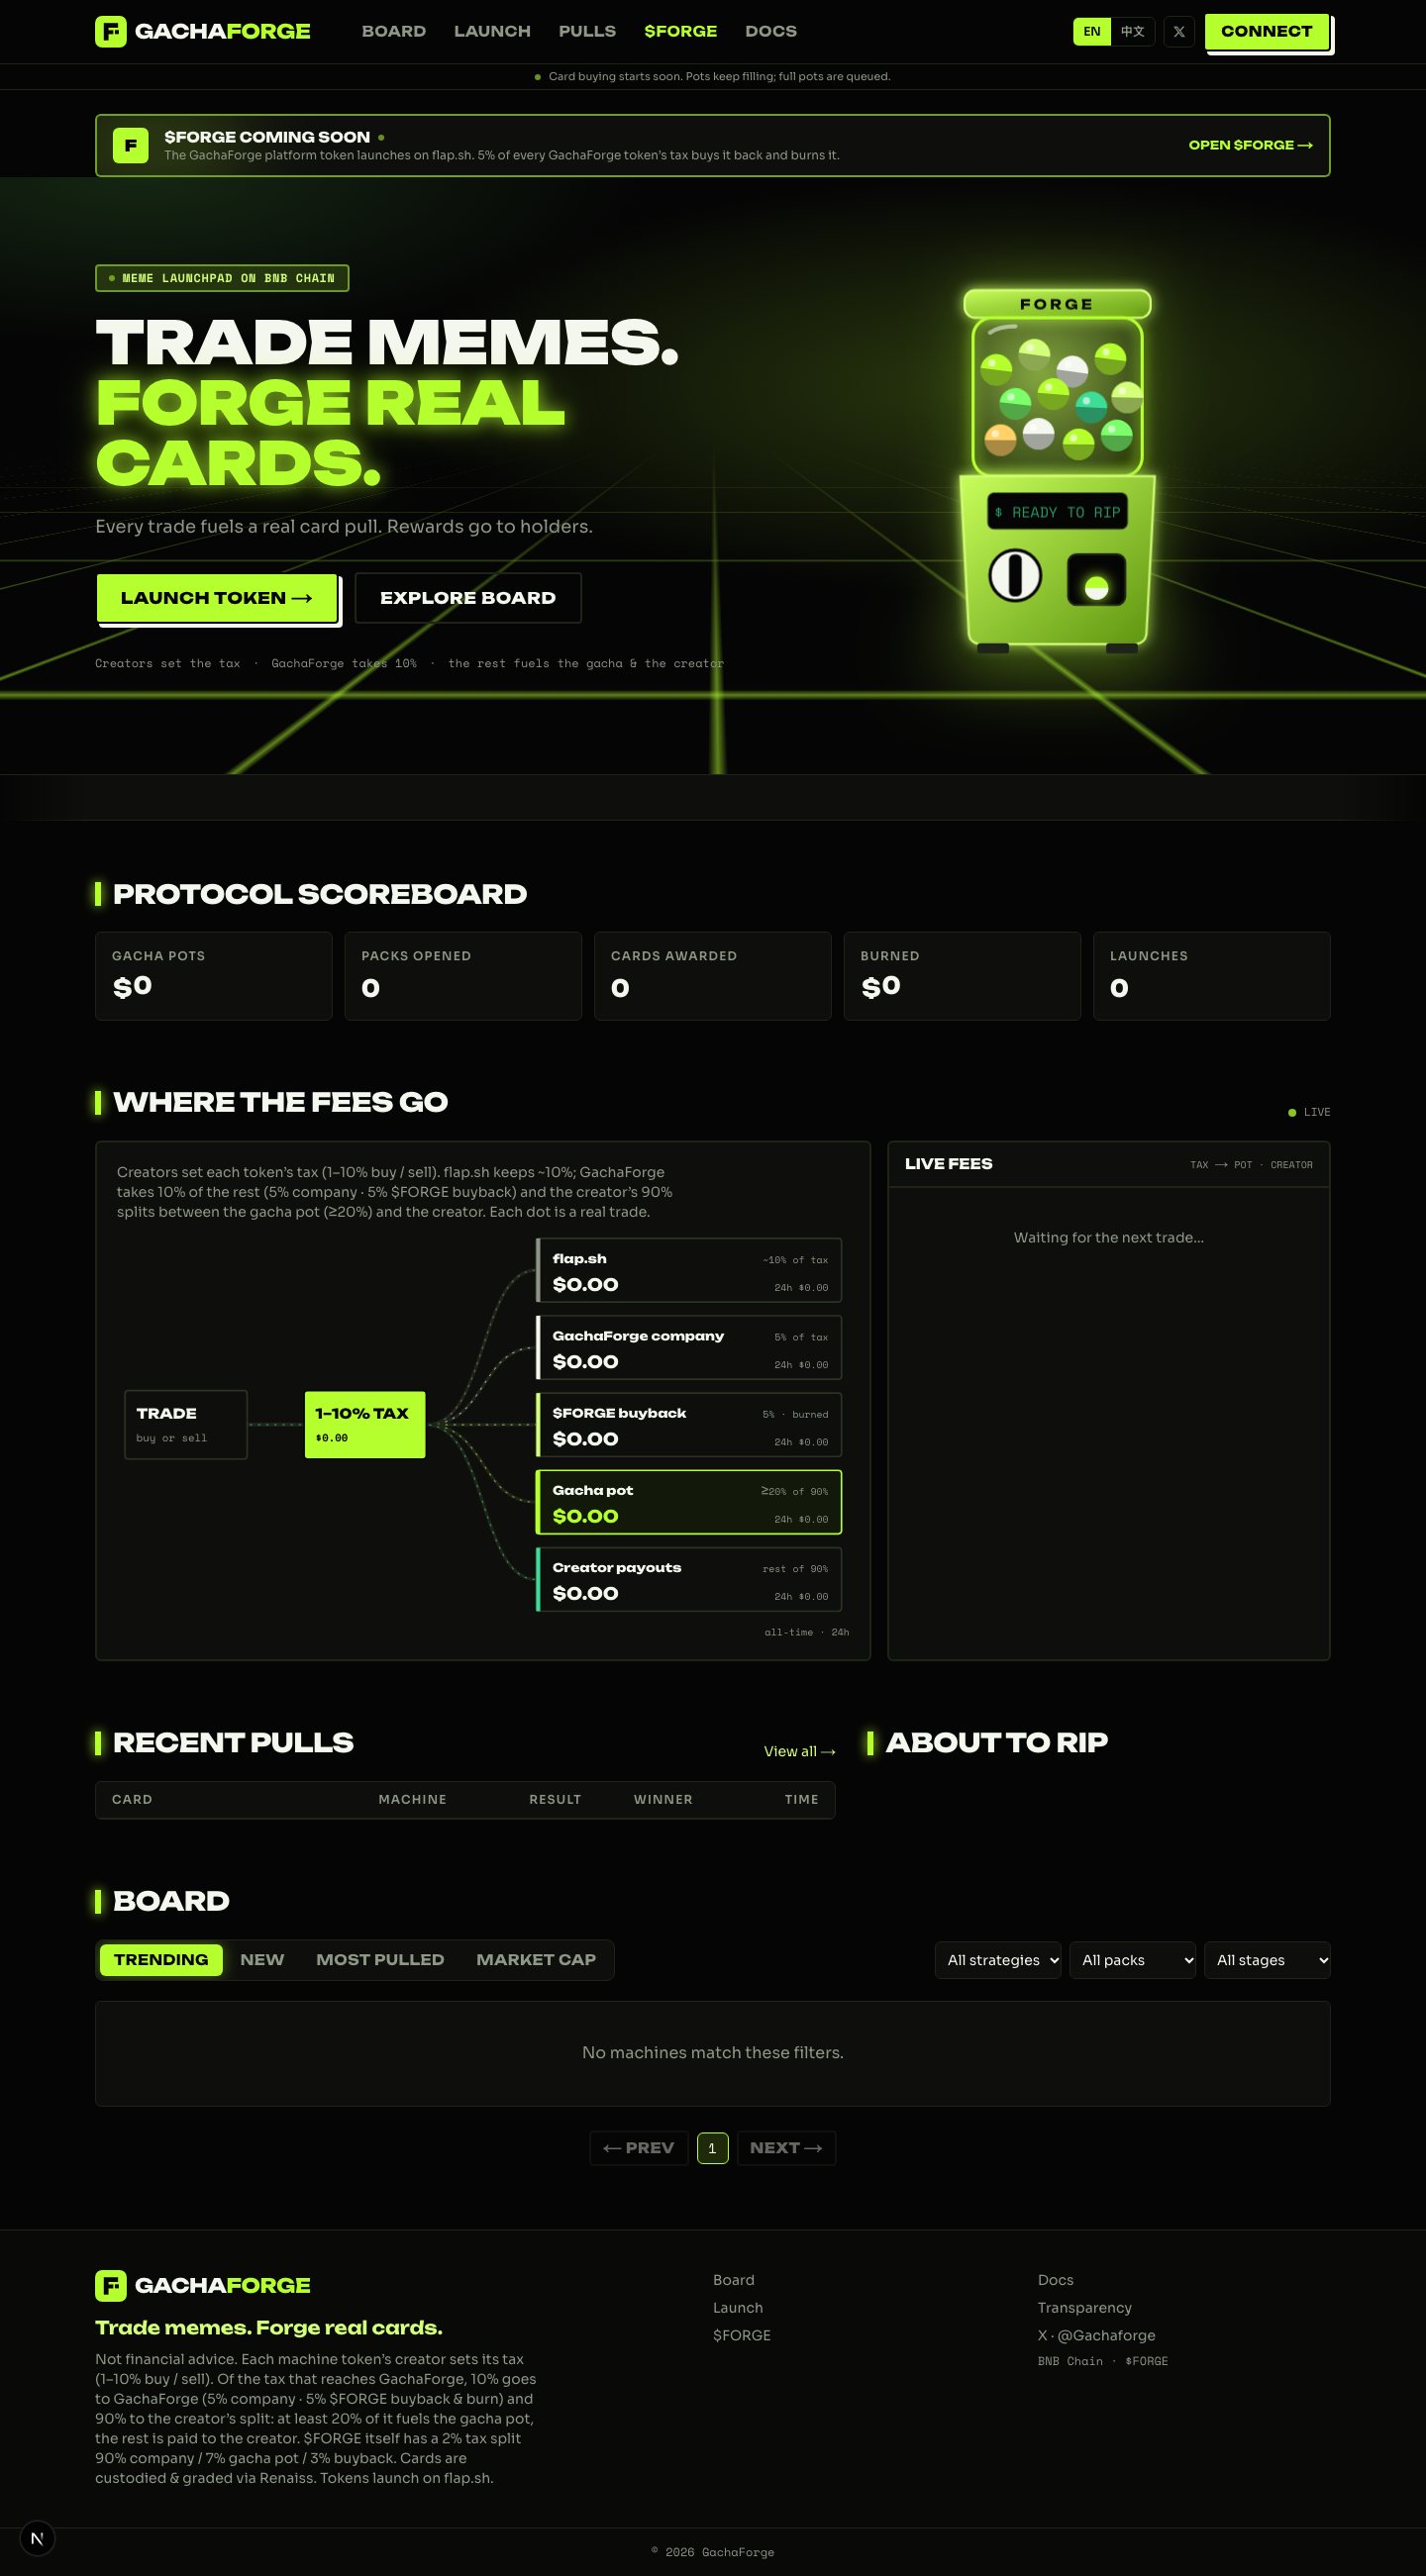 GACHAFORGE
BOARD
LAUNCH
PULLS
$FORGE
DOCS
EN
中文
CONNECT
Card buying starts soon. Pots keep filling; full pots are queued.
F
$FORGE COMING SOON
The GachaForge platform token launches on flap.sh. 5% of every GachaForge token's tax buys it back and burns it.
OPEN $FORGE →
MEME LAUNCHPAD ON BNB CHAIN
TRADE MEMES.
FORGE REAL
CARDS.
Every trade fuels a real card pull. Rewards go to holders.
LAUNCH TOKEN →
EXPLORE BOARD
Creators set the tax · GachaForge takes 10% · the rest fuels the gacha & the creator
FORGE
$ READY TO RIP
PROTOCOL SCOREBOARD
GACHA POTS
$0
PACKS OPENED
0
CARDS AWARDED
0
BURNED
$0
LAUNCHES
0
WHERE THE FEES GO
LIVE
Creators set each token's tax (1–10% buy / sell). flap.sh keeps ~10%; GachaForge
takes 10% of the rest (5% company · 5% $FORGE buyback) and the creator's 90%
splits between the gacha pot (≥20%) and the creator. Each dot is a real trade.
TRADE
buy or sell
1–10% TAX
$0.00
flap.sh
~10% of tax
$0.00
24h $0.00
GachaForge company
5% of tax
$0.00
24h $0.00
$FORGE buyback
5% · burned
$0.00
24h $0.00
Gacha pot
≥20% of 90%
$0.00
24h $0.00
Creator payouts
rest of 90%
$0.00
24h $0.00
all-time · 24h
LIVE FEES
TAX → POT · CREATOR
Waiting for the next trade…
RECENT PULLS
View all →
CARD
MACHINE
RESULT
WINNER
TIME
ABOUT TO RIP
BOARD
TRENDING
NEW
MOST PULLED
MARKET CAP
All strategies
All packs
All stages
No machines match these filters.
← PREV
1
NEXT →
GACHAFORGE
Trade memes. Forge real cards.
Not financial advice. Each machine token's creator sets its tax
(1–10% buy / sell). Of the tax that reaches GachaForge, 10% goes
to GachaForge (5% company · 5% $FORGE buyback & burn) and
90% to the creator's split: at least 20% of it fuels the gacha pot,
the rest is paid to the creator. $FORGE itself has a 2% tax split
90% company / 7% gacha pot / 3% buyback. Cards are
custodied & graded via Renaiss. Tokens launch on flap.sh.
Board
Launch
$FORGE
Docs
Transparency
X · @Gachaforge
BNB Chain · $FORGE
N
© 2026 GachaForge